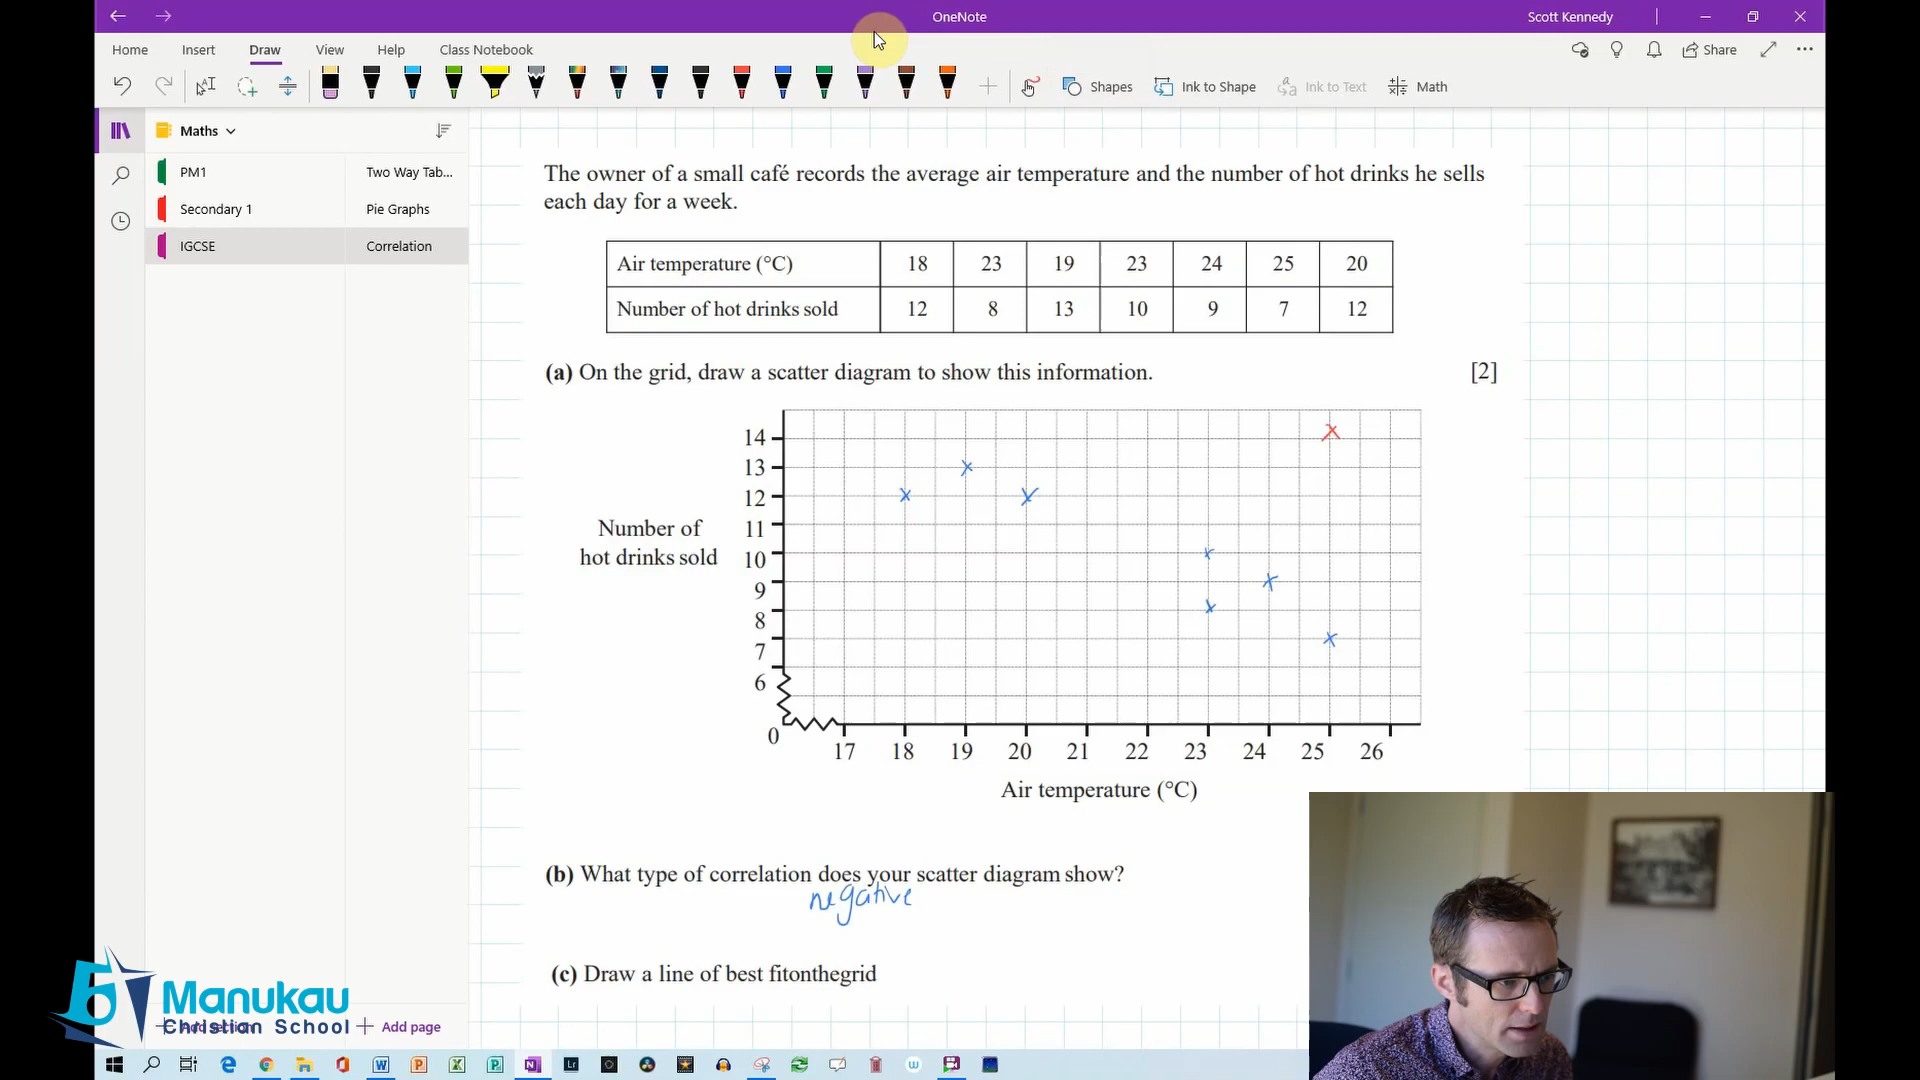 OneNote
Scott Kennedy
Home Insert Draw View Help Class Notebook
Share
Shapes Ink to Shape Ink to Text Math
Maths
PM1
Secondary 1
IGCSE
Two Way Tab...
Pie Graphs
Correlation
The owner of a small café records the average air temperature and the number of hot drinks he sells
each day for a week.
Air temperature (°C) 18 23 19 23 24 25 20
Number of hot drinks sold 12 8 13 10 9 7 12
(a) On the grid, draw a scatter diagram to show this information. [2]
14
13
12
11
10
9
8
7
6
0
Number of
hot drinks sold
17 18 19 20 21 22 23 24 25 26
Air temperature (°C)
(b) What type of correlation does your scatter diagram show?
negative
(c) Draw a line of best fitonthegrid
Manukau
Christian School
Add section
Add page